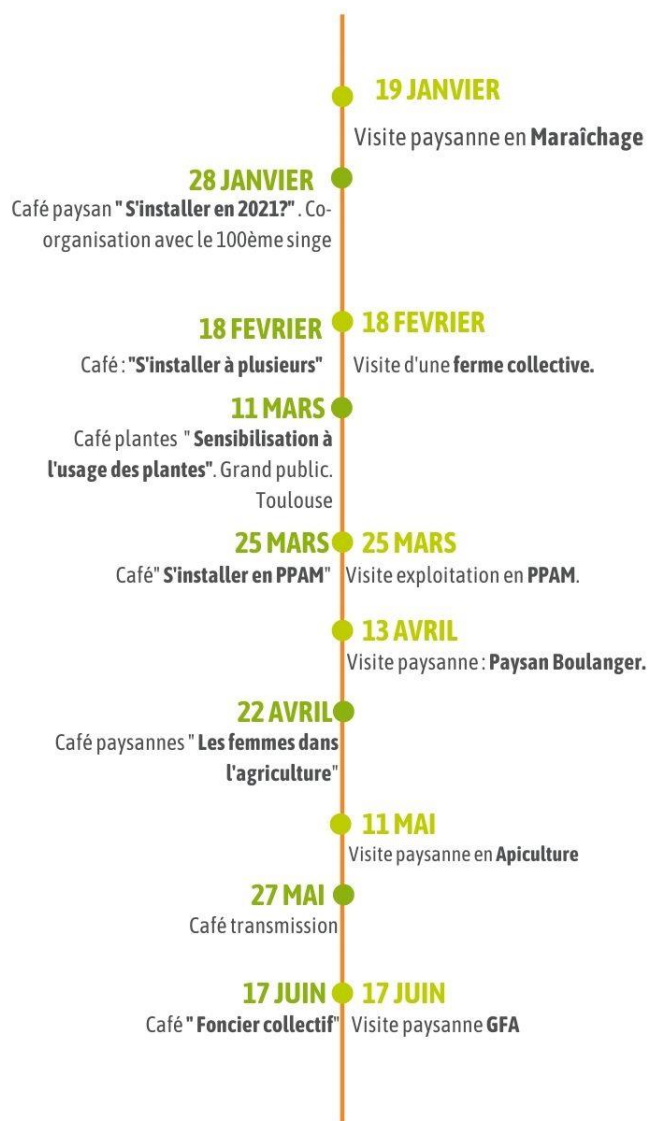 19 JANVIER
Visite paysanne en Maraîchage
28 JANVIER
Café paysan " S'installer en 2021?" . Co-
organisation avec le 100ème singe
18 FEVRIER
Café : "S'installer à plusieurs"
18 FEVRIER
Visite d'une ferme collective.
11 MARS
Café plantes " Sensibilisation à
l'usage des plantes". Grand public.
Toulouse
25 MARS
Café" S'installer en PPAM"
25 MARS
Visite exploitation en PPAM.
13 AVRIL
Visite paysanne : Paysan Boulanger.
22 AVRIL
Café paysannes " Les femmes dans
l'agriculture"
11 MAI
Visite paysanne en Apiculture
27 MAI
Café transmission
17 JUIN
Café " Foncier collectif"
17 JUIN
Visite paysanne GFA